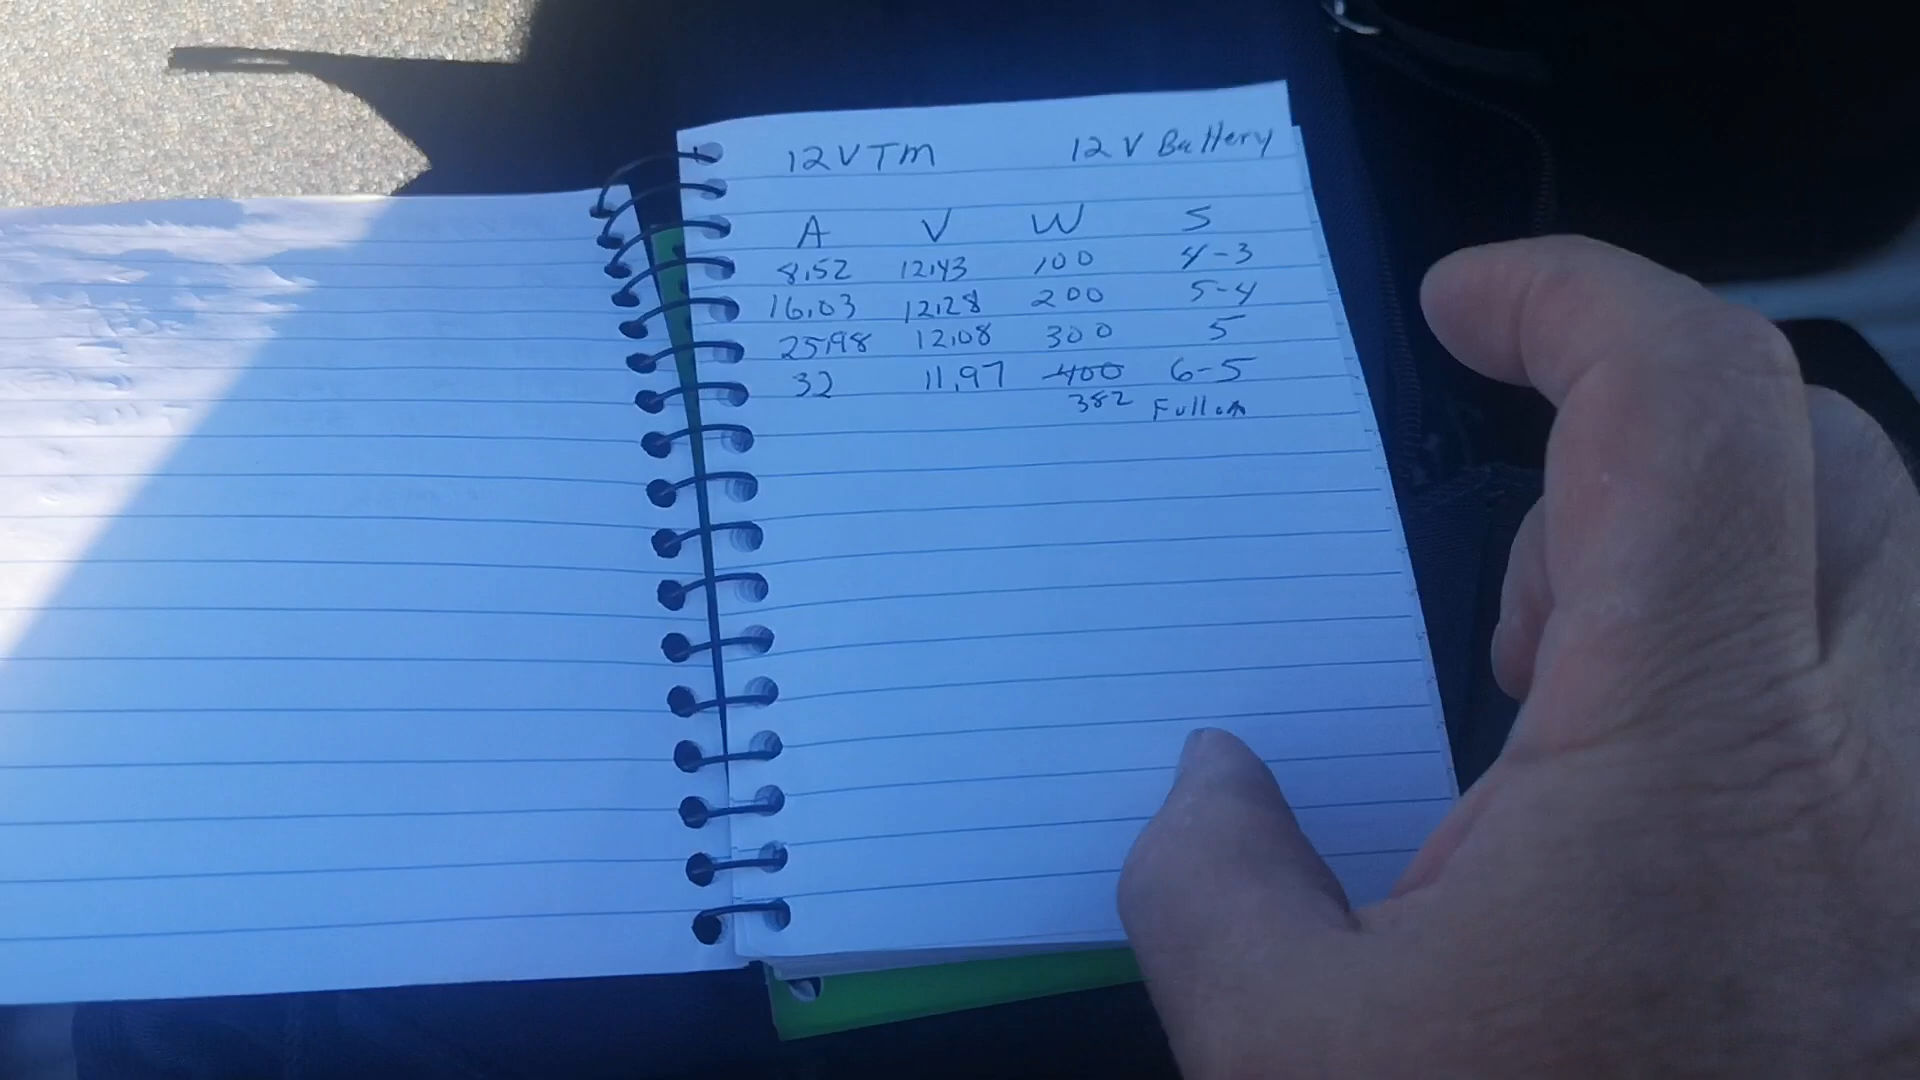 12VTM 12V Battery
A V W S
8.52 12.43 100 4-3
16.03 12.28 200 5-4
25.98 12.08 300 5
32 11.97 400 6-5
382 Full on